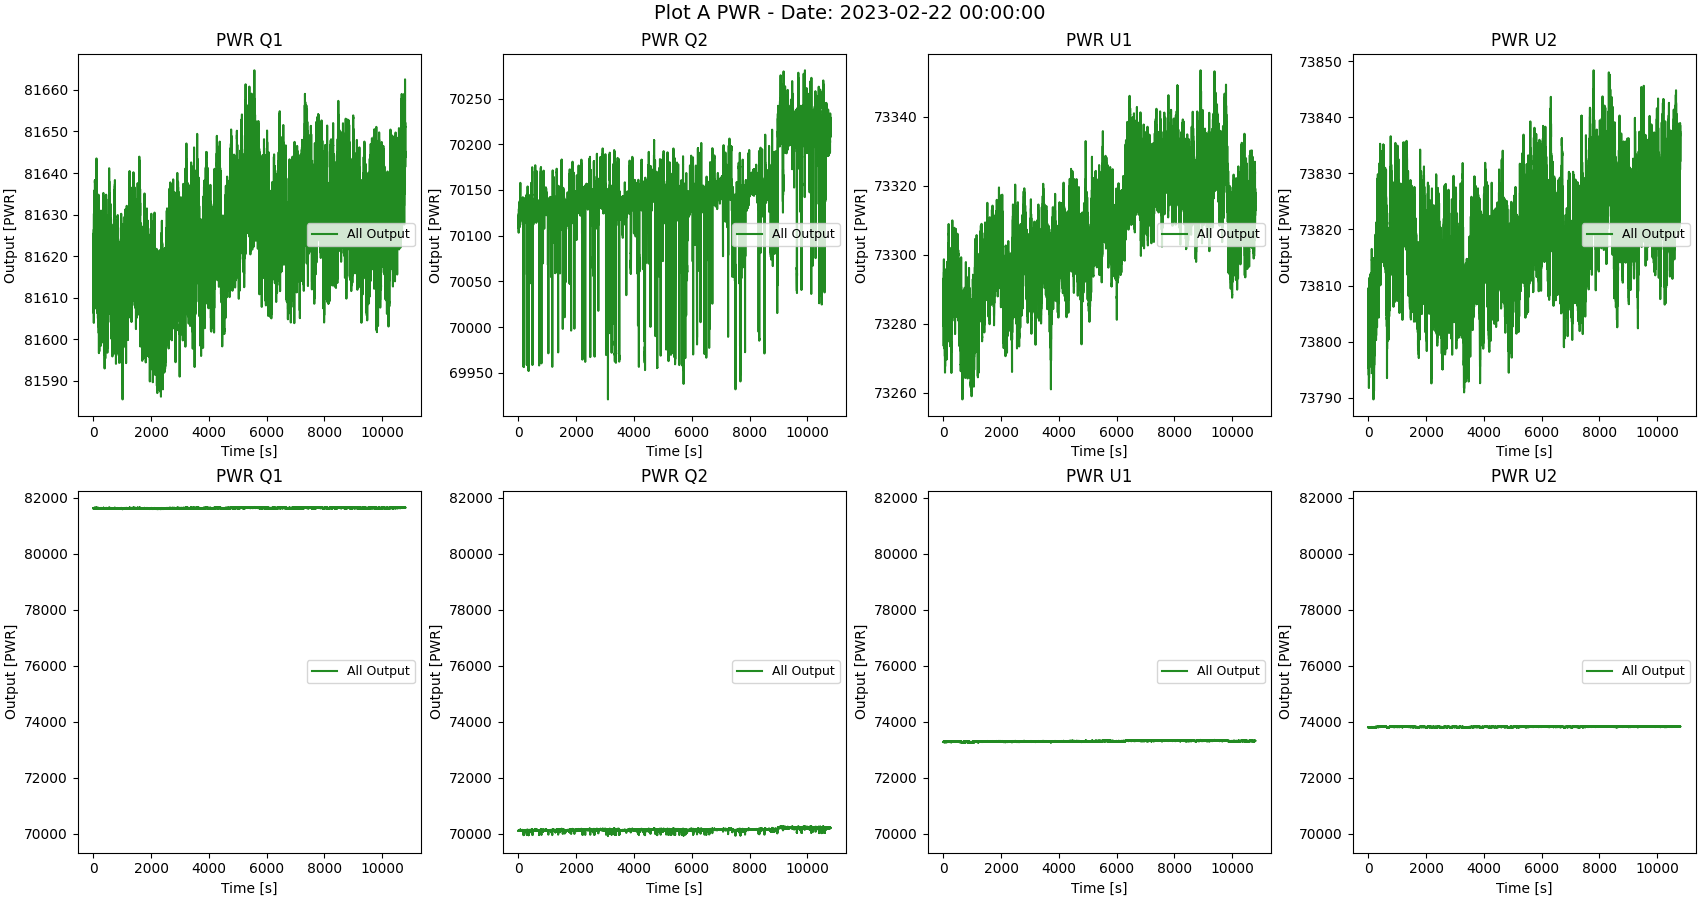 Plot A PWR - Date: 2023-02-22 00:00:00
PWR Q1
Output [PWR]
81660
81650
81640
81630
81620
81610
81600
81590
All Output
0 2000 4000 6000 8000 10000
Time [s]
PWR Q2
Output [PWR]
70250
70200
70150
70100
70050
70000
69950
All Output
0 2000 4000 6000 8000 10000
Time [s]
PWR U1
Output [PWR]
73340
73320
73300
73280
73260
All Output
0 2000 4000 6000 8000 10000
Time [s]
PWR U2
Output [PWR]
73850
73840
73830
73820
73810
73800
73790
All Output
0 2000 4000 6000 8000 10000
Time [s]
PWR Q1
Output [PWR]
82000
80000
78000
76000
74000
72000
70000
All Output
0 2000 4000 6000 8000 10000
Time [s]
PWR Q2
Output [PWR]
82000
80000
78000
76000
74000
72000
70000
All Output
0 2000 4000 6000 8000 10000
Time [s]
PWR U1
Output [PWR]
82000
80000
78000
76000
74000
72000
70000
All Output
0 2000 4000 6000 8000 10000
Time [s]
PWR U2
Output [PWR]
82000
80000
78000
76000
74000
72000
70000
All Output
0 2000 4000 6000 8000 10000
Time [s]